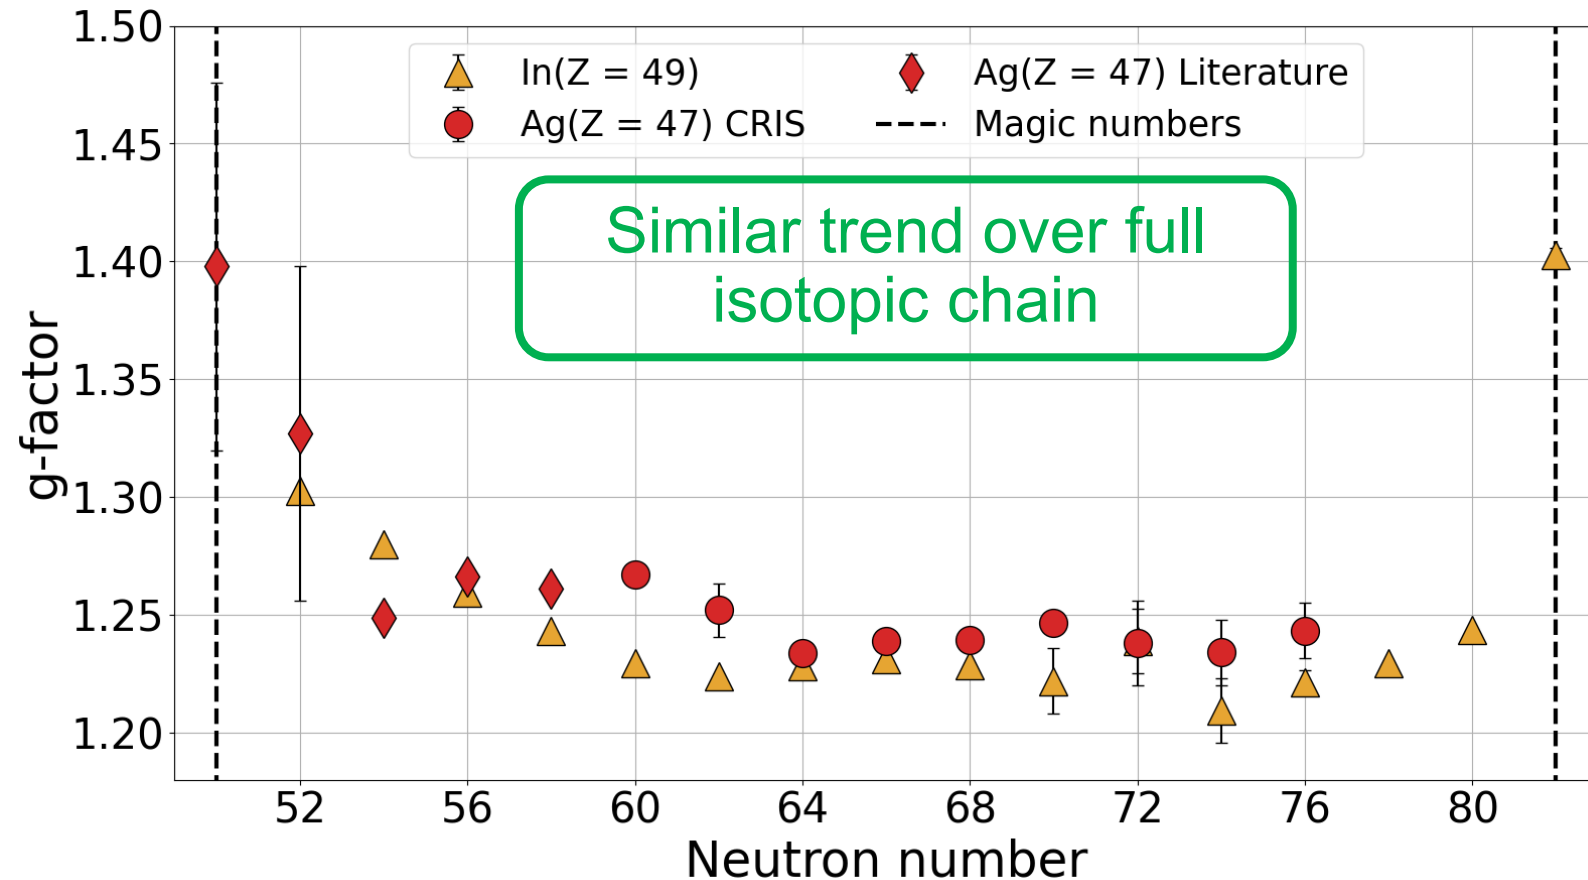 1.50
1.45
1.40
1.35
1.30
1.25
1.20
g-factor
In(Z = 49)
Ag(Z = 47) CRIS
Ag(Z = 47) Literature
Magic numbers
Similar trend over full
isotopic chain
52 56 60 64 68 72 76 80
Neutron number